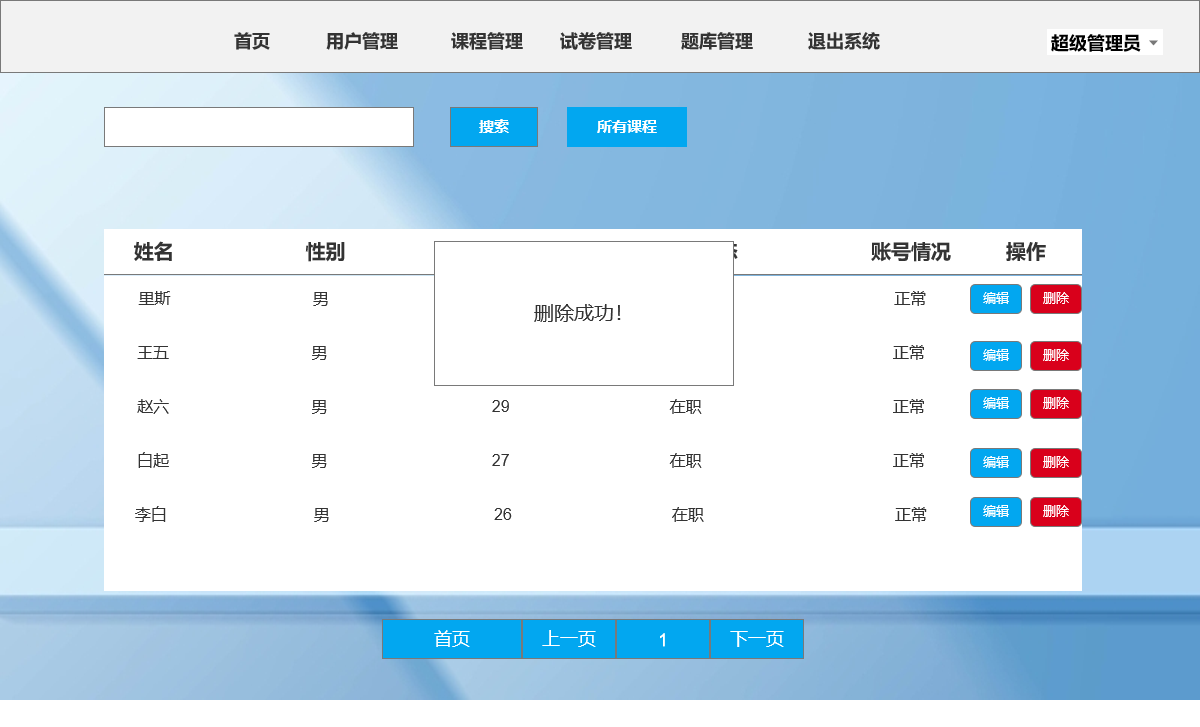 首页 用户管理 课程管理 试卷管理 题库管理 退出系统 超级管理员
搜索 所有课程
姓名 性别 账号情况 操作
里斯 男 正常 编辑 删除
删除成功！
王五 男 正常 编辑 删除
赵六 男 29 在职 正常 编辑 删除
白起 男 27 在职 正常 编辑 删除
李白 男 26 在职 正常 编辑 删除
首页 上一页 1 下一页